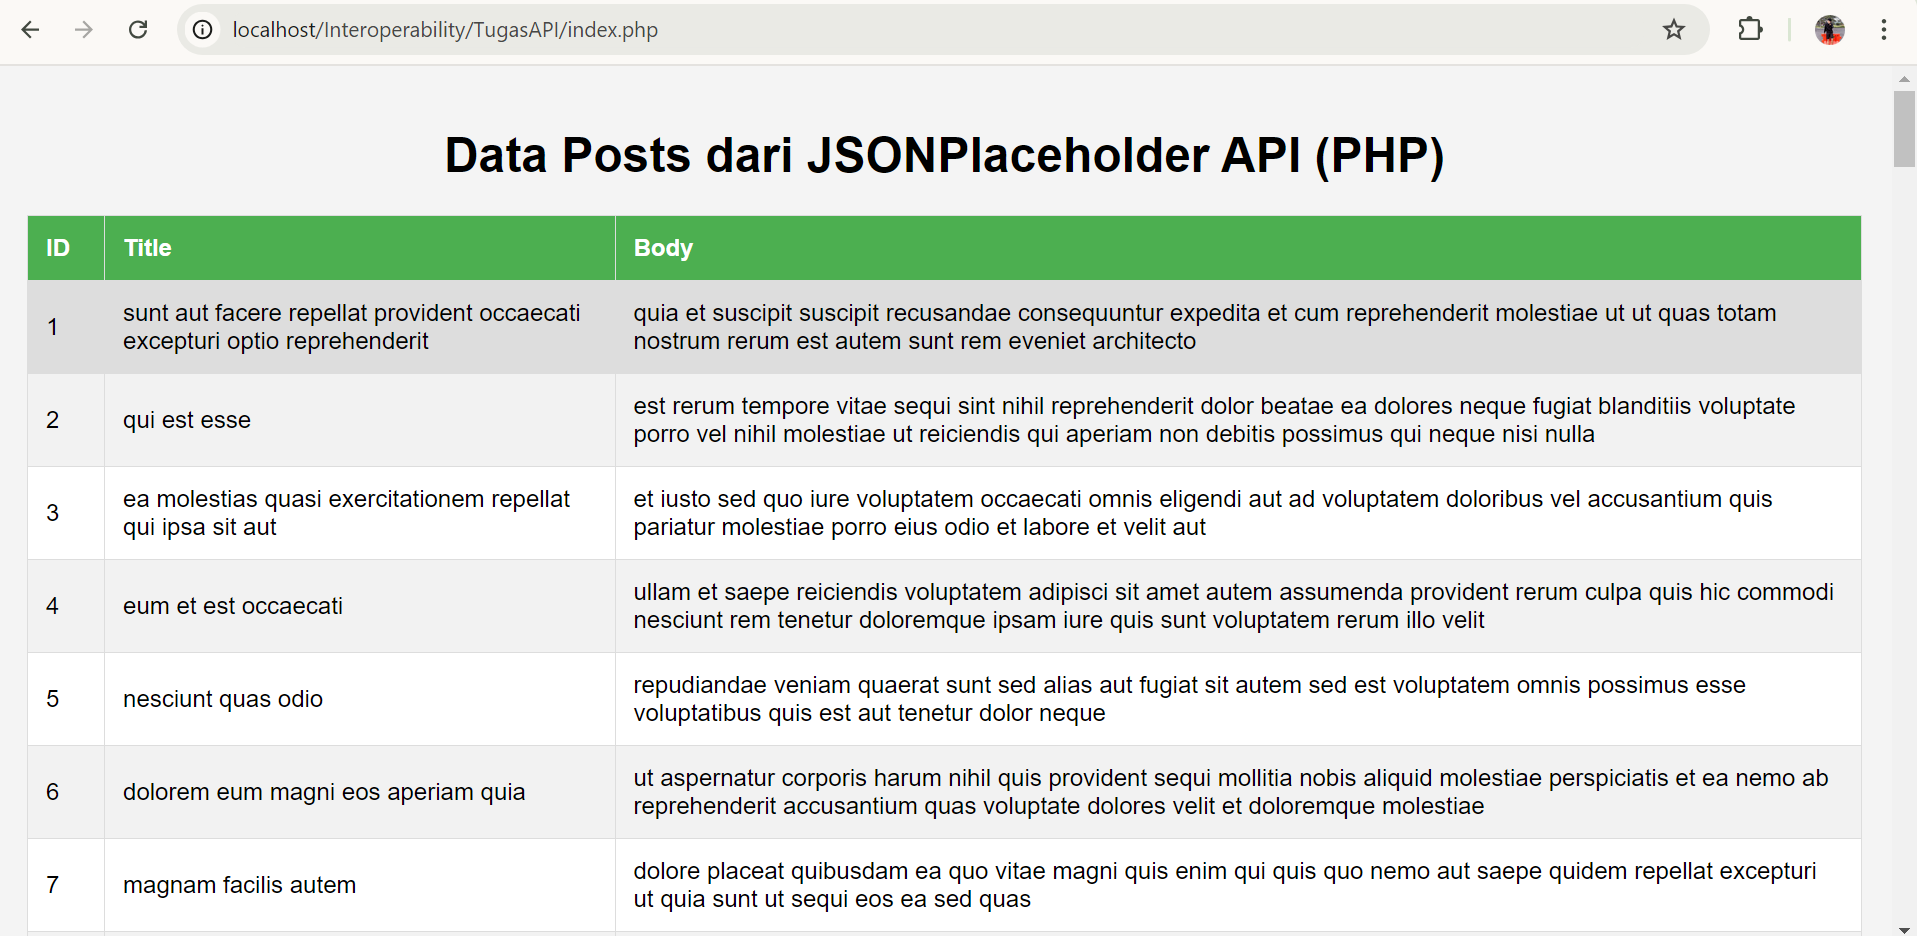 localhost/Interoperability/TugasAPI/index.php
Data Posts dari JSONPlaceholder API (PHP)
ID Title Body
1
sunt aut facere repellat provident occaecati
excepturi optio reprehenderit
quia et suscipit suscipit recusandae consequuntur expedita et cum reprehenderit molestiae ut ut quas totam
nostrum rerum est autem sunt rem eveniet architecto
2
qui est esse
est rerum tempore vitae sequi sint nihil reprehenderit dolor beatae ea dolores neque fugiat blanditiis voluptate
porro vel nihil molestiae ut reiciendis qui aperiam non debitis possimus qui neque nisi nulla
3
ea molestias quasi exercitationem repellat
qui ipsa sit aut
et iusto sed quo iure voluptatem occaecati omnis eligendi aut ad voluptatem doloribus vel accusantium quis
pariatur molestiae porro eius odio et labore et velit aut
4
eum et est occaecati
ullam et saepe reiciendis voluptatem adipisci sit amet autem assumenda provident rerum culpa quis hic commodi
nesciunt rem tenetur doloremque ipsam iure quis sunt voluptatem rerum illo velit
5
nesciunt quas odio
repudiandae veniam quaerat sunt sed alias aut fugiat sit autem sed est voluptatem omnis possimus esse
voluptatibus quis est aut tenetur dolor neque
6
dolorem eum magni eos aperiam quia
ut aspernatur corporis harum nihil quis provident sequi mollitia nobis aliquid molestiae perspiciatis et ea nemo ab
reprehenderit accusantium quas voluptate dolores velit et doloremque molestiae
7
magnam facilis autem
dolore placeat quibusdam ea quo vitae magni quis enim qui quis quo nemo aut saepe quidem repellat excepturi
ut quia sunt ut sequi eos ea sed quas